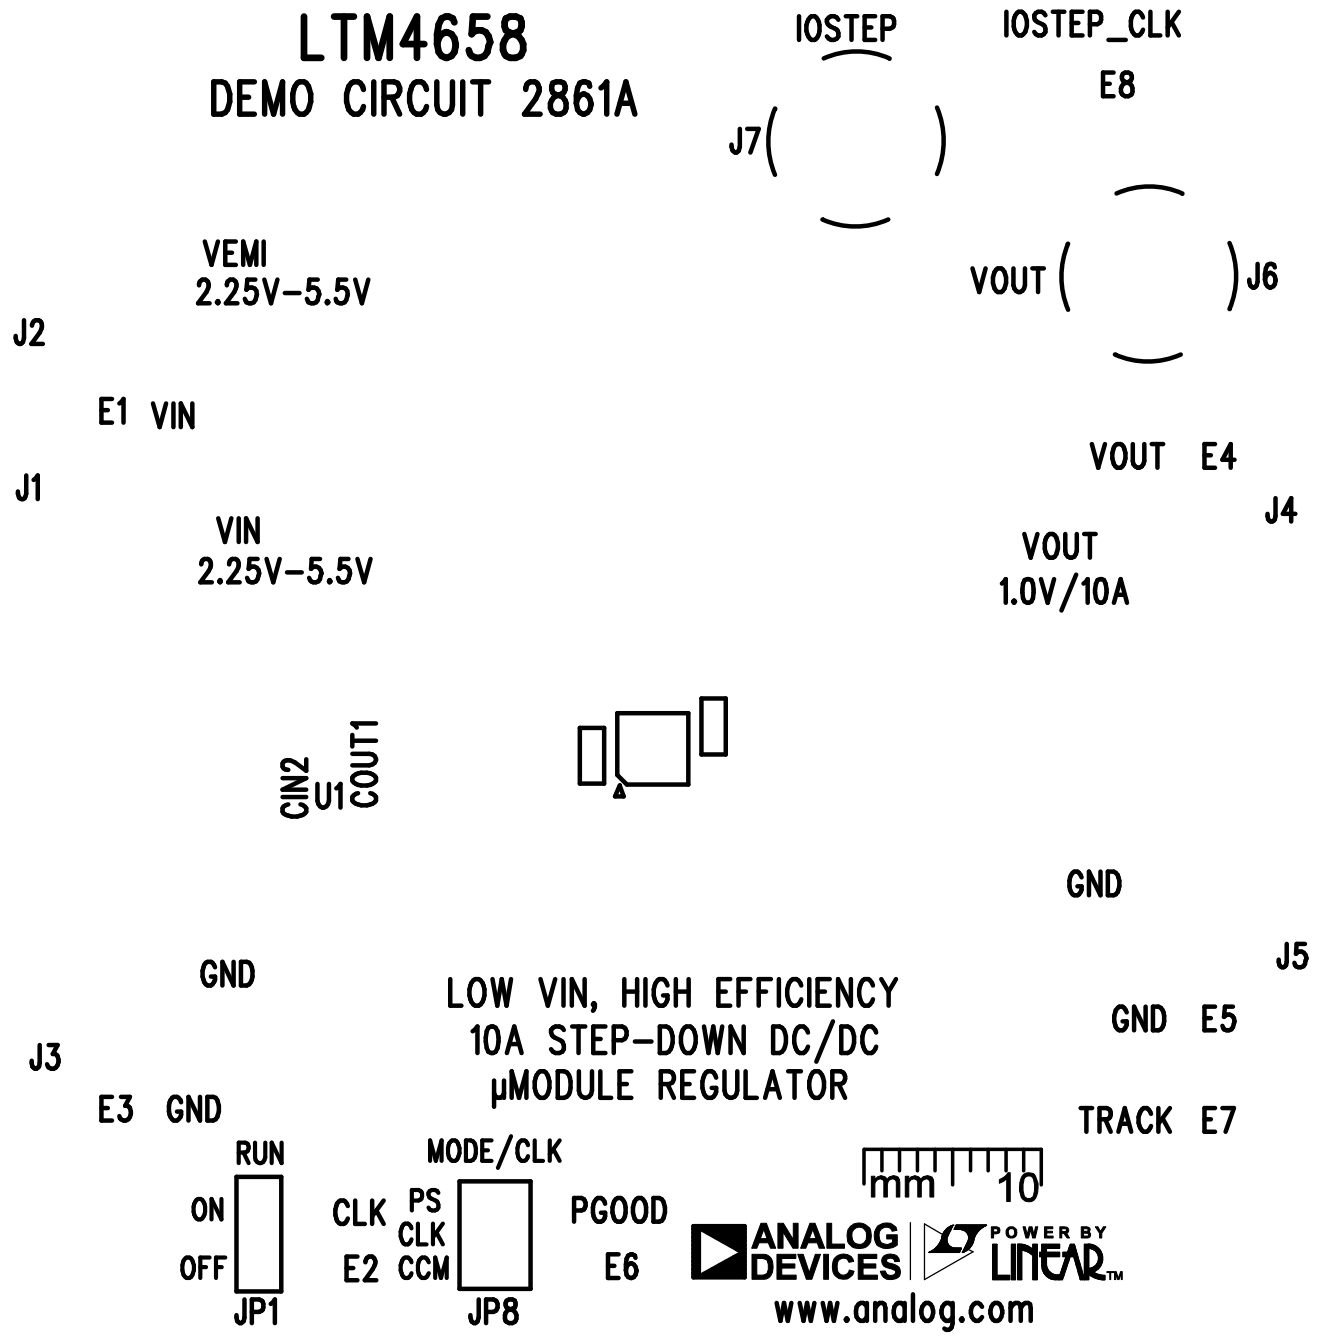 LTM4658
DEMO CIRCUIT 2861A
IOSTEP
IOSTEP_CLK
E8
J7
VEMI
2.25V-5.5V
VOUT
J6
J2
E1 VIN
VOUT E4
J1
J4
VIN
2.25V-5.5V
VOUT
1.0V/10A
CIN2
U1
COUT1
GND
GND
J5
LOW VIN, HIGH EFFICIENCY
10A STEP-DOWN DC/DC
µMODULE REGULATOR
GND E5
J3
E3 GND
TRACK E7
RUN
ON
OFF
JP1
CLK
E2
MODE/CLK
PS
CLK
CCM
JP8
PGOOD
E6
mm 10
ANALOG
DEVICES
POWER BY
LINEAR™
www.analog.com